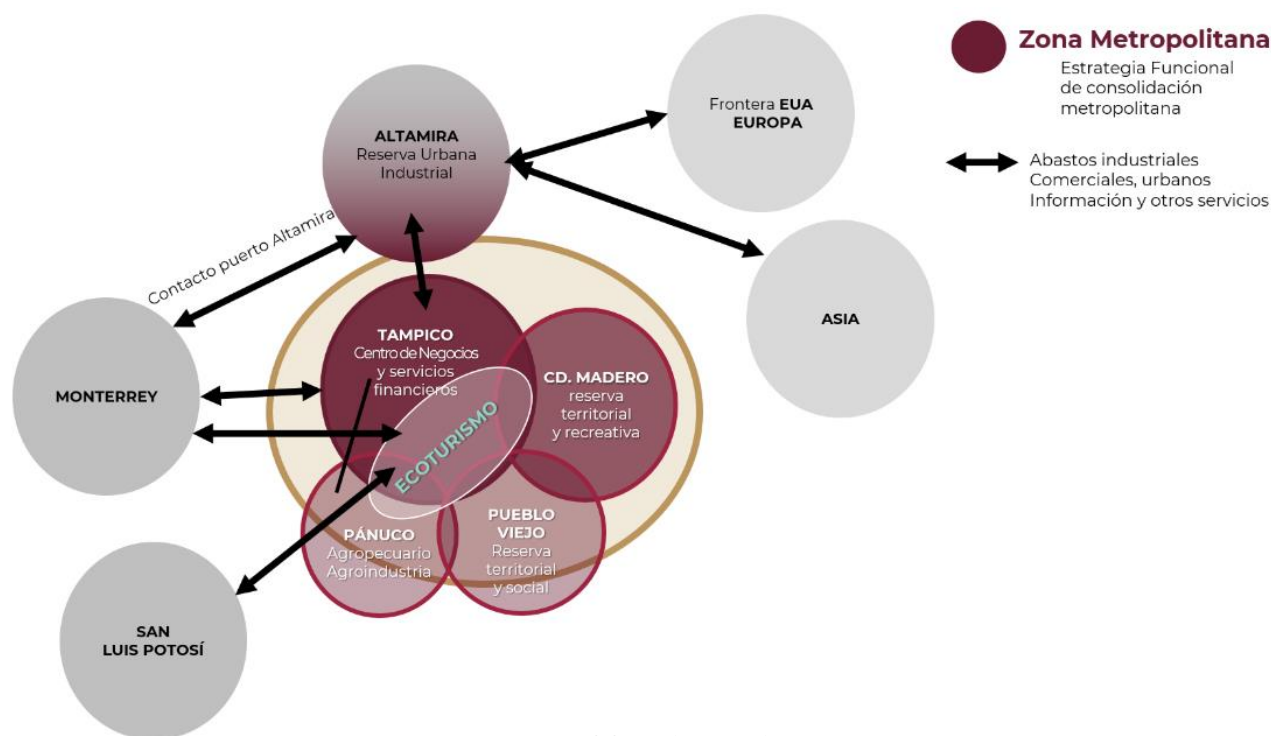 Zona Metropolitana
Estrategia Funcional
de consolidación
metropolitana
Abastos industriales
Comerciales, urbanos
Información y otros servicios
Frontera EUA
EUROPA
ALTAMIRA
Reserva Urbana
Industrial
Contacto puerto Altamira
ASIA
TAMPICO
Centro de Negocios
y servicios
financieros
CD. MADERO
reserva
territorial
y recreativa
MONTERREY
ECOTURISMO
PÁNUCO
Agropecuario
Agroindustria
PUEBLO
VIEJO
Reserva
territorial
y social
SAN
LUIS POTOSÍ